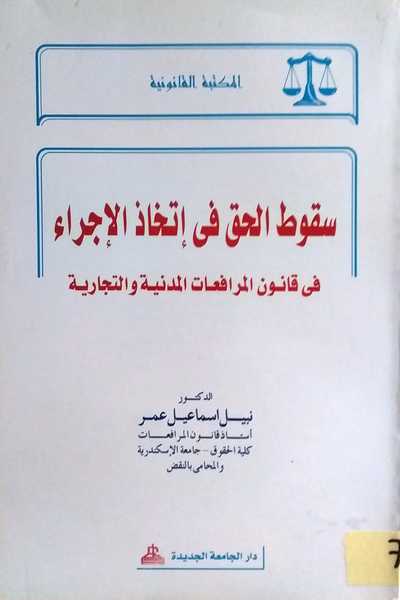 المكتبة القانونية
سقوط الحق فى إتخاذ الإجراء
فى قانون المرافعات المدنية والتجارية
الدكتور
نبيل اسماعيل عمر
أستاذ قانون المرافعات
كلية الحقوق - جامعة الإسكندرية
والمحامى بالنقض
دار الجامعة الجديدة